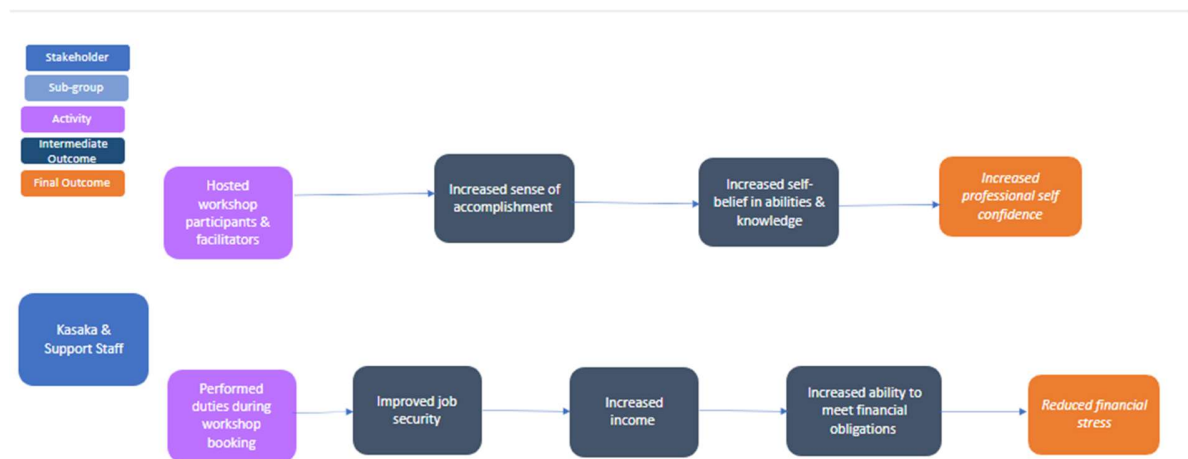 Stakeholder
Sub-group
Activity
Intermediate
Outcome
Final Outcome
Hosted
workshop
participants &
facilitators
Increased sense of
accomplishment
Increased self-
belief in abilities &
knowledge
Increased
professional self
confidence
Kasaka &
Support Staff
Performed
duties during
workshop
booking
Improved job
security
Increased
income
Increased ability to
meet financial
obligations
Reduced financial
stress